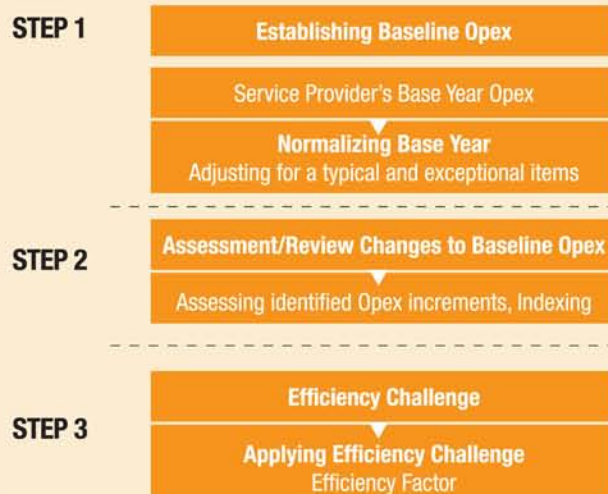 STEP 1
Establishing Baseline Opex
Service Provider's Base Year Opex
Normalizing Base Year
Adjusting for a typical and exceptional items
STEP 2
Assessment/Review Changes to Baseline Opex
Assessing identified Opex increments, Indexing
STEP 3
Efficiency Challenge
Applying Efficiency Challenge
Efficiency Factor